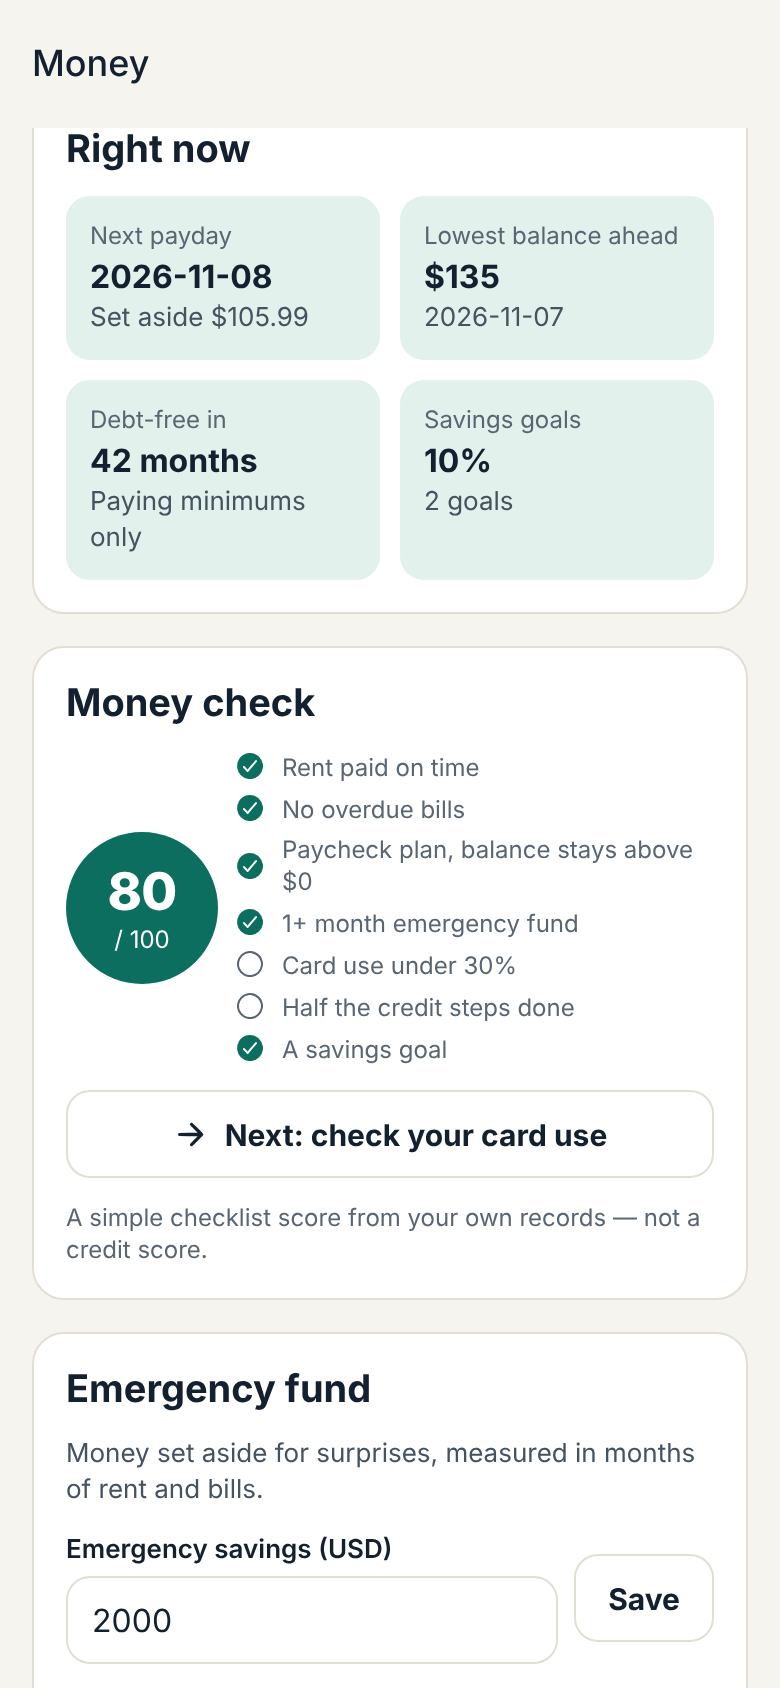 Money
Right now
Next payday
2026-11-08
Set aside $105.99
Lowest balance ahead
$135
2026-11-07
Debt-free in
42 months
Paying minimums
only
Savings goals
10%
2 goals
Money check
80
/ 100
Rent paid on time
No overdue bills
Paycheck plan, balance stays above
$0
1+ month emergency fund
Card use under 30%
Half the credit steps done
A savings goal
→ Next: check your card use
A simple checklist score from your own records — not a
credit score.
Emergency fund
Money set aside for surprises, measured in months
of rent and bills.
Emergency savings (USD)
2000
Save